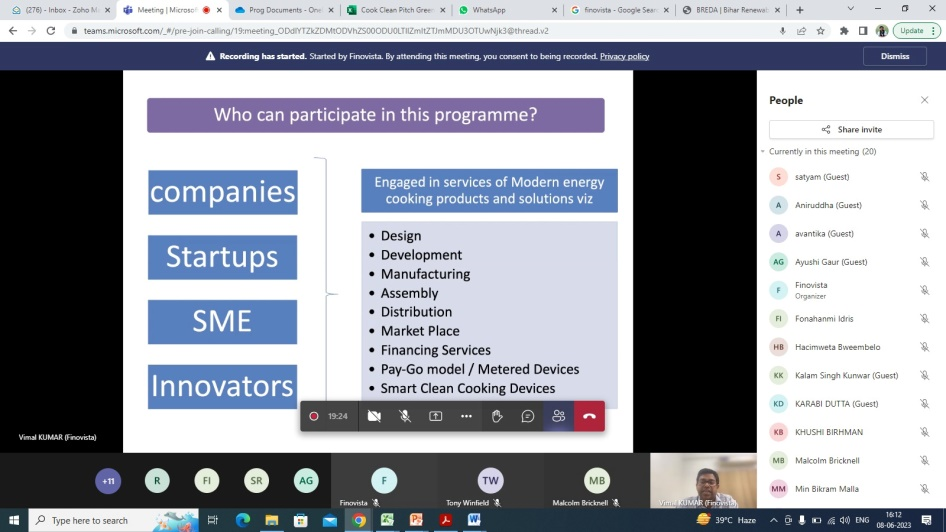 (276) - Inbox - Zoho M
Meeting | Microsof
Prog Documents - One
Cook Clean Pitch Green
WhatsApp
finovista - Google Sear
BREDA | Bihar Renewab
teams.microsoft.com/_#/pre-join-calling/19:meeting_ODdIYTZkZDMtODVhZS00ODU0LTllZmItZTJmMDU3OTUwNjk3@thread.v2
Update
Recording has started. Started by Finovista. By attending this meeting, you consent to being recorded. Privacy policy
Dismiss
Who can participate in this programme?
companies
Startups
SME
Innovators
Engaged in services of Modern energy
cooking products and solutions viz
• Design
• Development
• Manufacturing
• Assembly
• Distribution
• Market Place
• Financing Services
• Pay-Go model / Metered Devices
• Smart Clean Cooking Devices
19:24
Vimal KUMAR (Finovista)
+11
R
FI
SR
AG
F
Finovista
TW
Tony Winfield
MB
Malcolm Bricknell
Vimal KUMAR (Finovista)
People
Share invite
Currently in this meeting (20)
S satyam (Guest)
A Aniruddha (Guest)
A avantika (Guest)
AG Ayushi Gaur (Guest)
F Finovista
Organizer
FI Fonahanmi Idris
HB Hacimweta Bweembelo
KK Kalam Singh Kunwar (Guest)
KD KARABI DUTTA (Guest)
KB KHUSHI BIRHMAN
MB Malcolm Bricknell
MM Min Bikram Malla
Type here to search
39°C Haze
ENG
16:12
08-06-2023